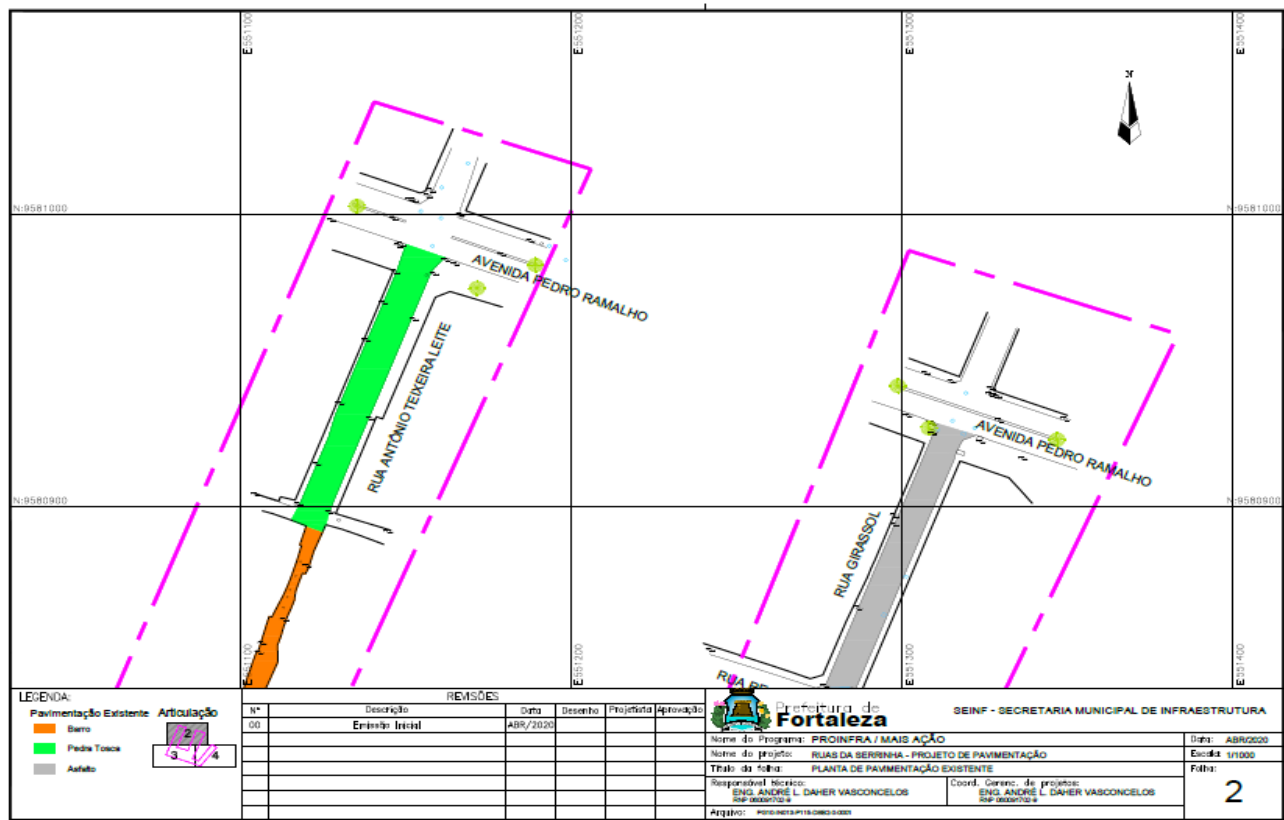 E551100
E551200
E551300
E551400
N
N:9581000
N:9581000
AVENIDA PEDRO RAMALHO
RUA ANTÔNIO TEIXEIRA LEITE
AVENIDA PEDRO RAMALHO
RUA GIRASSOL
N:9580900
N:9580900
E551100
E551200
E551300
E551400
RUA
LEGENDA:
Pavimentação Existente
Barro
Pedra Tosca
Asfalto
Articulação
2
3
4
REVISÕES
Nº Descrição Data Desenho Projetista Aprovação
00 Emissão Inicial ABR/2020
Prefeitura de
Fortaleza
SEINF - SECRETARIA MUNICIPAL DE INFRAESTRUTURA
Nome do Programa: PROINFRA / MAIS AÇÃO
Data: ABR/2020
Nome do projeto: RUAS DA SERRINHA - PROJETO DE PAVIMENTAÇÃO
Escala: 1/1000
Título da folha: PLANTA DE PAVIMENTAÇÃO EXISTENTE
Folha:
2
Responsável técnico:
ENG. ANDRÉ L. DAHER VASCONCELOS
Coord. Gerenc. de projetos:
ENG. ANDRÉ L. DAHER VASCONCELOS
Arquivo: